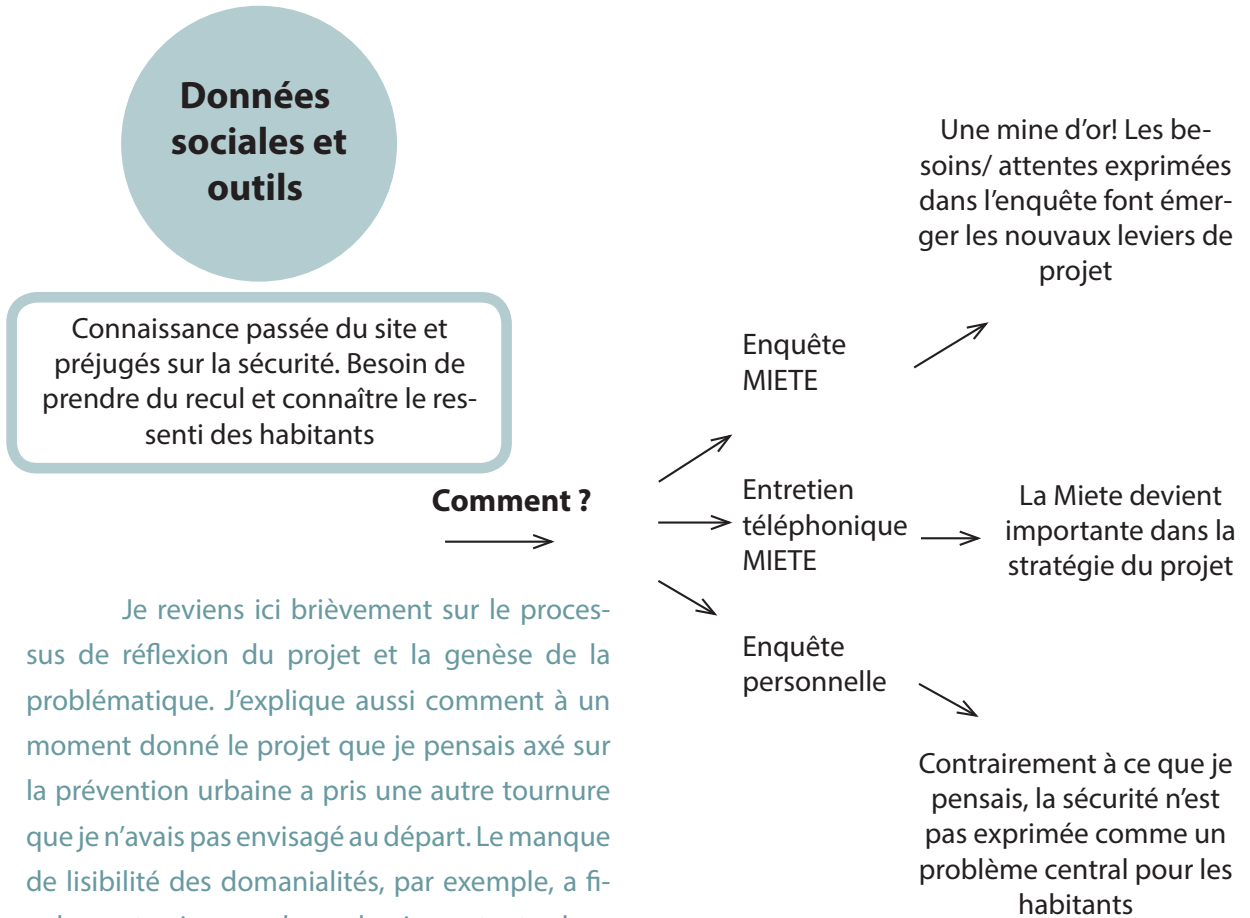 Données
sociales et
outils
Connaissance passée du site et
préjugés sur la sécurité. Besoin de
prendre du recul et connaître le res-
senti des habitants
Comment ?
Je reviens ici brièvement sur le proces-
sus de réflexion du projet et la genèse de la
problématique. J'explique aussi comment à un
moment donné le projet que je pensais axé sur
la prévention urbaine a pris une autre tournure
que je n'avais pas envisagé au départ. Le manque
de lisibilité des domanialités, par exemple, a fi-
Enquête
MIETE
Entretien
téléphonique
MIETE
Enquête
personnelle
Une mine d'or! Les be-
soins/ attentes exprimées
dans l'enquête font émer-
ger les nouvaux leviers de
projet
La Miete devient
importante dans la
stratégie du projet
Contrairement à ce que je
pensais, la sécurité n'est
pas exprimée comme un
problème central pour les
habitants